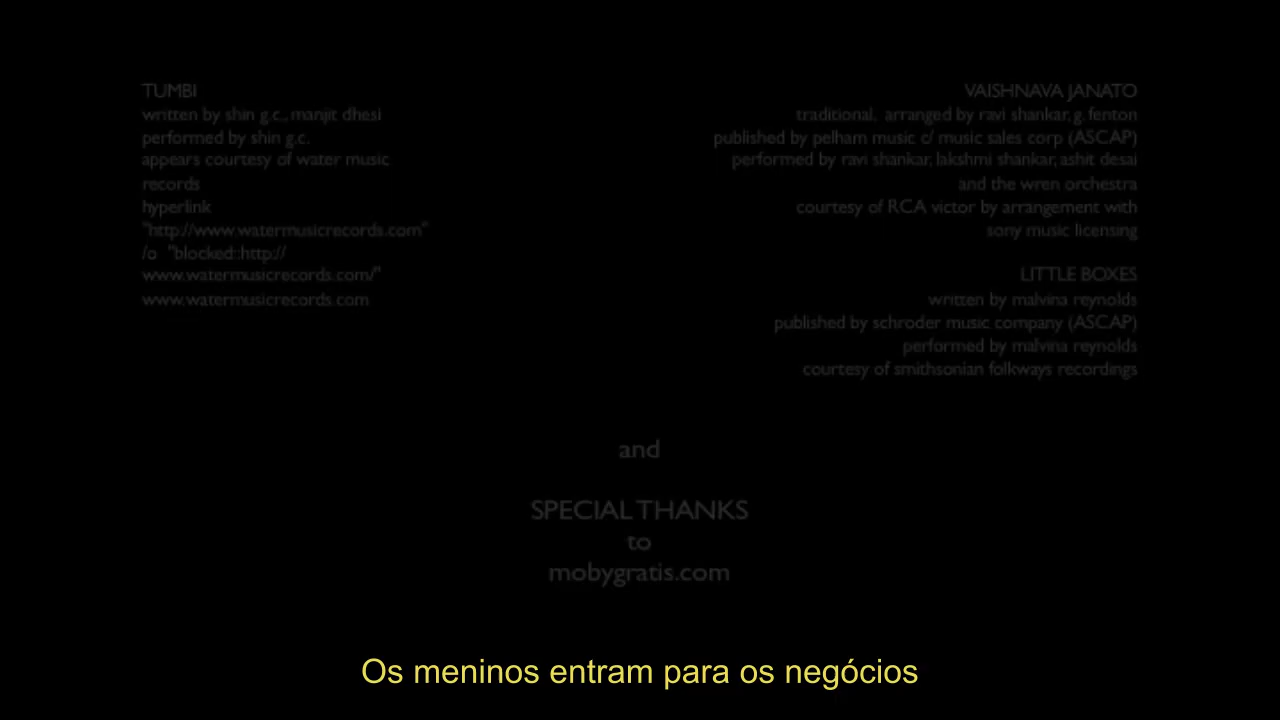 TUMBI
written by shin g.c., manjit dhesi
performed by shin g.c.
appears courtesy of water music
records
hyperlink
"http://www.watermusicrecords.com"
/o "blocked::http://
www.watermusicrecords.com/"
www.watermusicrecords.com
VAISHNAVA JANATO
traditional, arranged by ravi shankar, g. fenton
published by pelham music c/ music sales corp (ASCAP)
performed by ravi shankar, lakshmi shankar, ashit desai
and the wren orchestra
courtesy of RCA victor by arrangement with
sony music licensing
LITTLE BOXES
written by malvina reynolds
published by schroder music company (ASCAP)
performed by malvina reynolds
courtesy of smithsonian folkways recordings
and
SPECIAL THANKS
to
mobygratis.com
Os meninos entram para os negócios